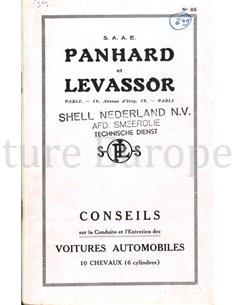 N° 85
S. A. A. E.
PANHARD
et
LEVASSOR
PARIS. — 19, Avenue d'Ivry, 19. — PARIS
SHELL NEDERLAND N.V.
AFD. SMEEROLIE
TECHNISCHE DIENST
PL
S S
CONSEILS
sur la Conduite et l'Entretien des
VOITURES AUTOMOBILES
10 CHEVAUX (6 cylindres)